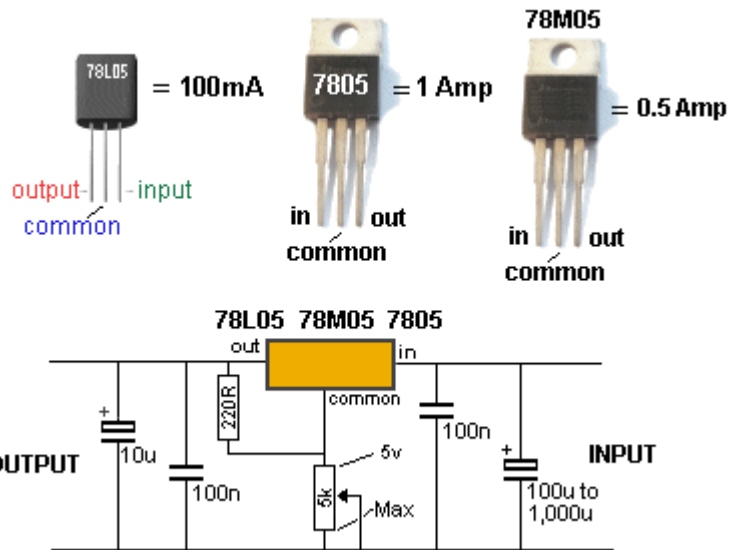 78M05
78L05
= 100mA
7805
= 1 Amp
= 0.5 Amp
output
input
common
in
out
common
in
out
common
78L05 78M05 7805
out
in
common
220R
+
10u
100n
OUTPUT
5k
5v
Max
100n
+
100u to
1,000u
INPUT